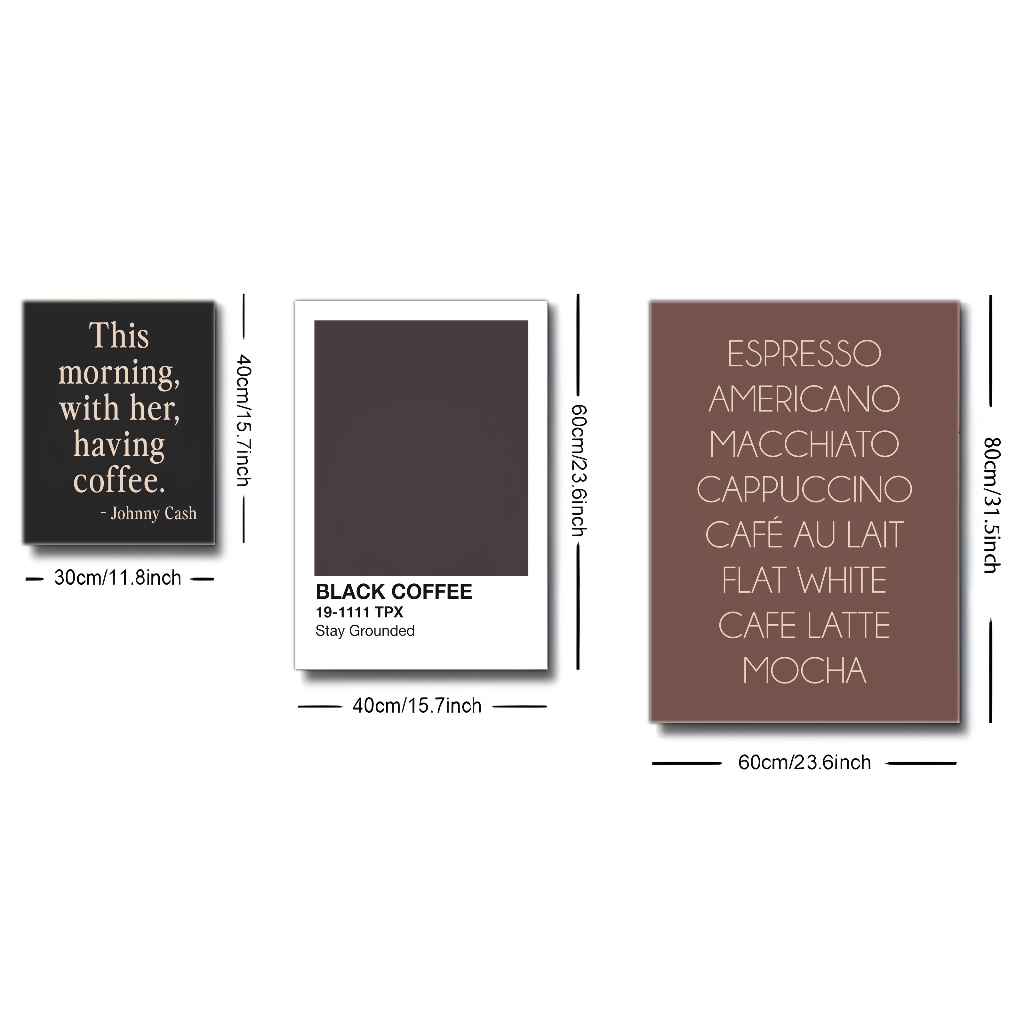 This
morning,
with her,
having
coffee.
- Johnny Cash
40cm/15.7inch
30cm/11.8inch
BLACK COFFEE
19-1111 TPX
Stay Grounded
60cm/23.6inch
40cm/15.7inch
ESPRESSO
AMERICANO
MACCHIATO
CAPPUCCINO
CAFÉ AU LAIT
FLAT WHITE
CAFE LATTE
MOCHA
80cm/31.5inch
60cm/23.6inch